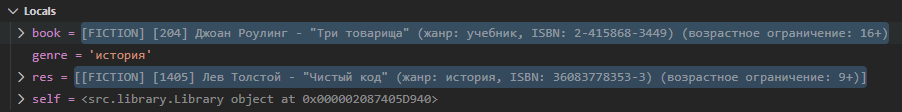 Locals
book = [FICTION] [204] Джоан Роулинг - "Три товарища" (жанр: учебник, ISBN: 2-415868-3449) (возрастное ограничение: 16+)
genre = 'история'
res = [[FICTION] [1405] Лев Толстой - "Чистый код" (жанр: история, ISBN: 36083778353-3) (возрастное ограничение: 9+)]
self = <src.library.Library object at 0x000002087405D940>